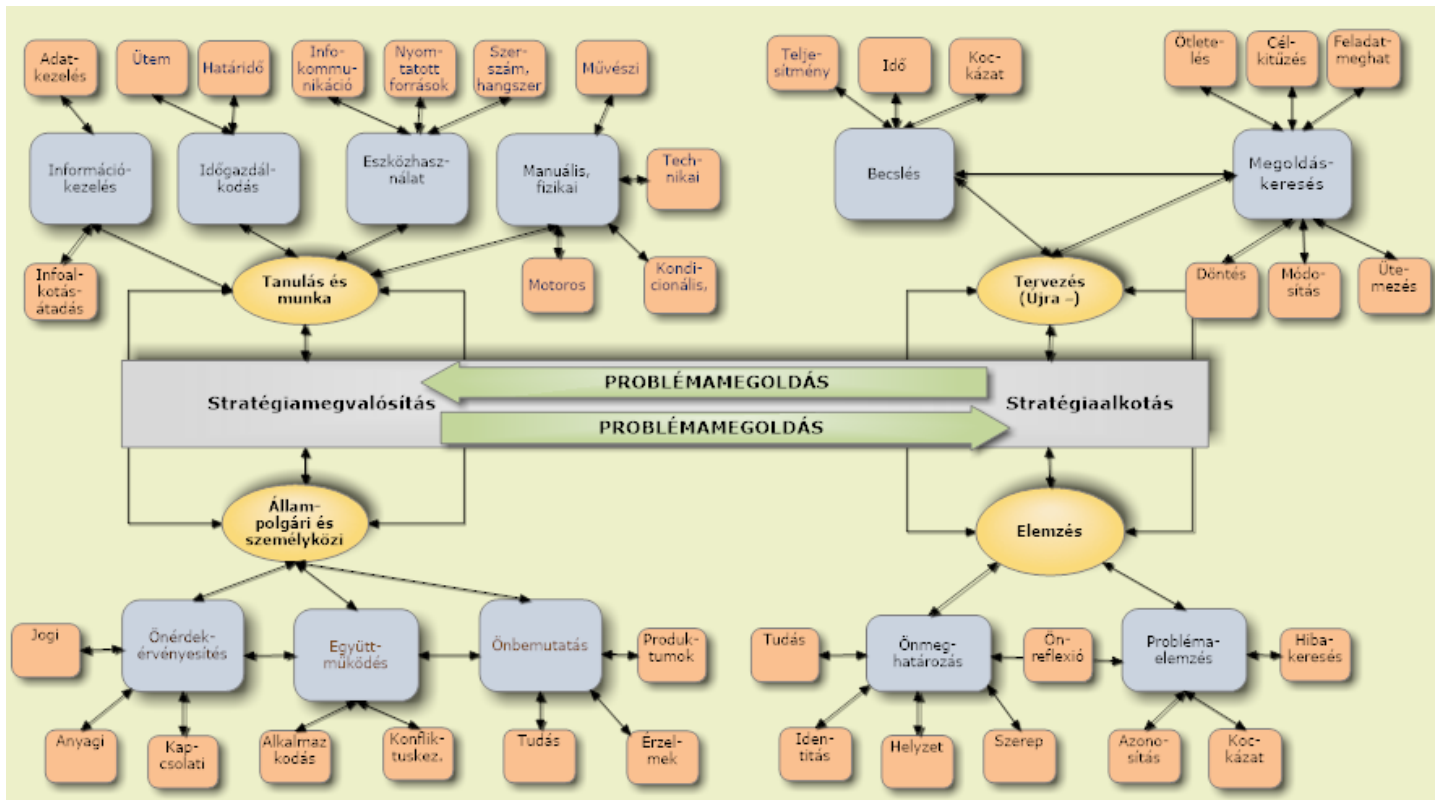 Adat-
kezelés
Ütem
Határidő
Info-
kommu-
nikáció
Nyom-
tatott
források
Szer-
szám,
hangszer
Művészi
Információ-
kezelés
Időgazdál-
kodás
Eszközhasz-
nálat
Manuális,
fizikai
Tech-
nikai
Infoal-
kotás-
átadás
Motoros
Kondi-
cionális,
Tanulás és
munka
Telje-
sítmény
Idő
Koc-
kázat
Ötlete-
lés
Cél-
kitűzés
Feladat-
meghat
Becslés
Megoldás-
keresés
Döntés
Módo-
sítás
Üte-
mezés
Tervezés
(Újra –)
PROBLÉMAMEGOLDÁS
Stratégiamegvalósítás
Stratégiaalkotás
PROBLÉMAMEGOLDÁS
Állam-
polgári és
személyközi
Elemzés
Jogi
Önérdek-
érvényesítés
Együtt-
működés
Önbemutatás
Produk-
tumok
Anyagi
Kap-
csolati
Alkalmaz
kodás
Konflik-
tuskez.
Tudás
Érzel-
mek
Tudás
Önmeg-
határozás
Ön-
reflexió
Probléma-
elemzés
Hiba-
keresés
Iden-
titás
Helyzet
Szerep
Azono-
sítás
Koc-
kázat